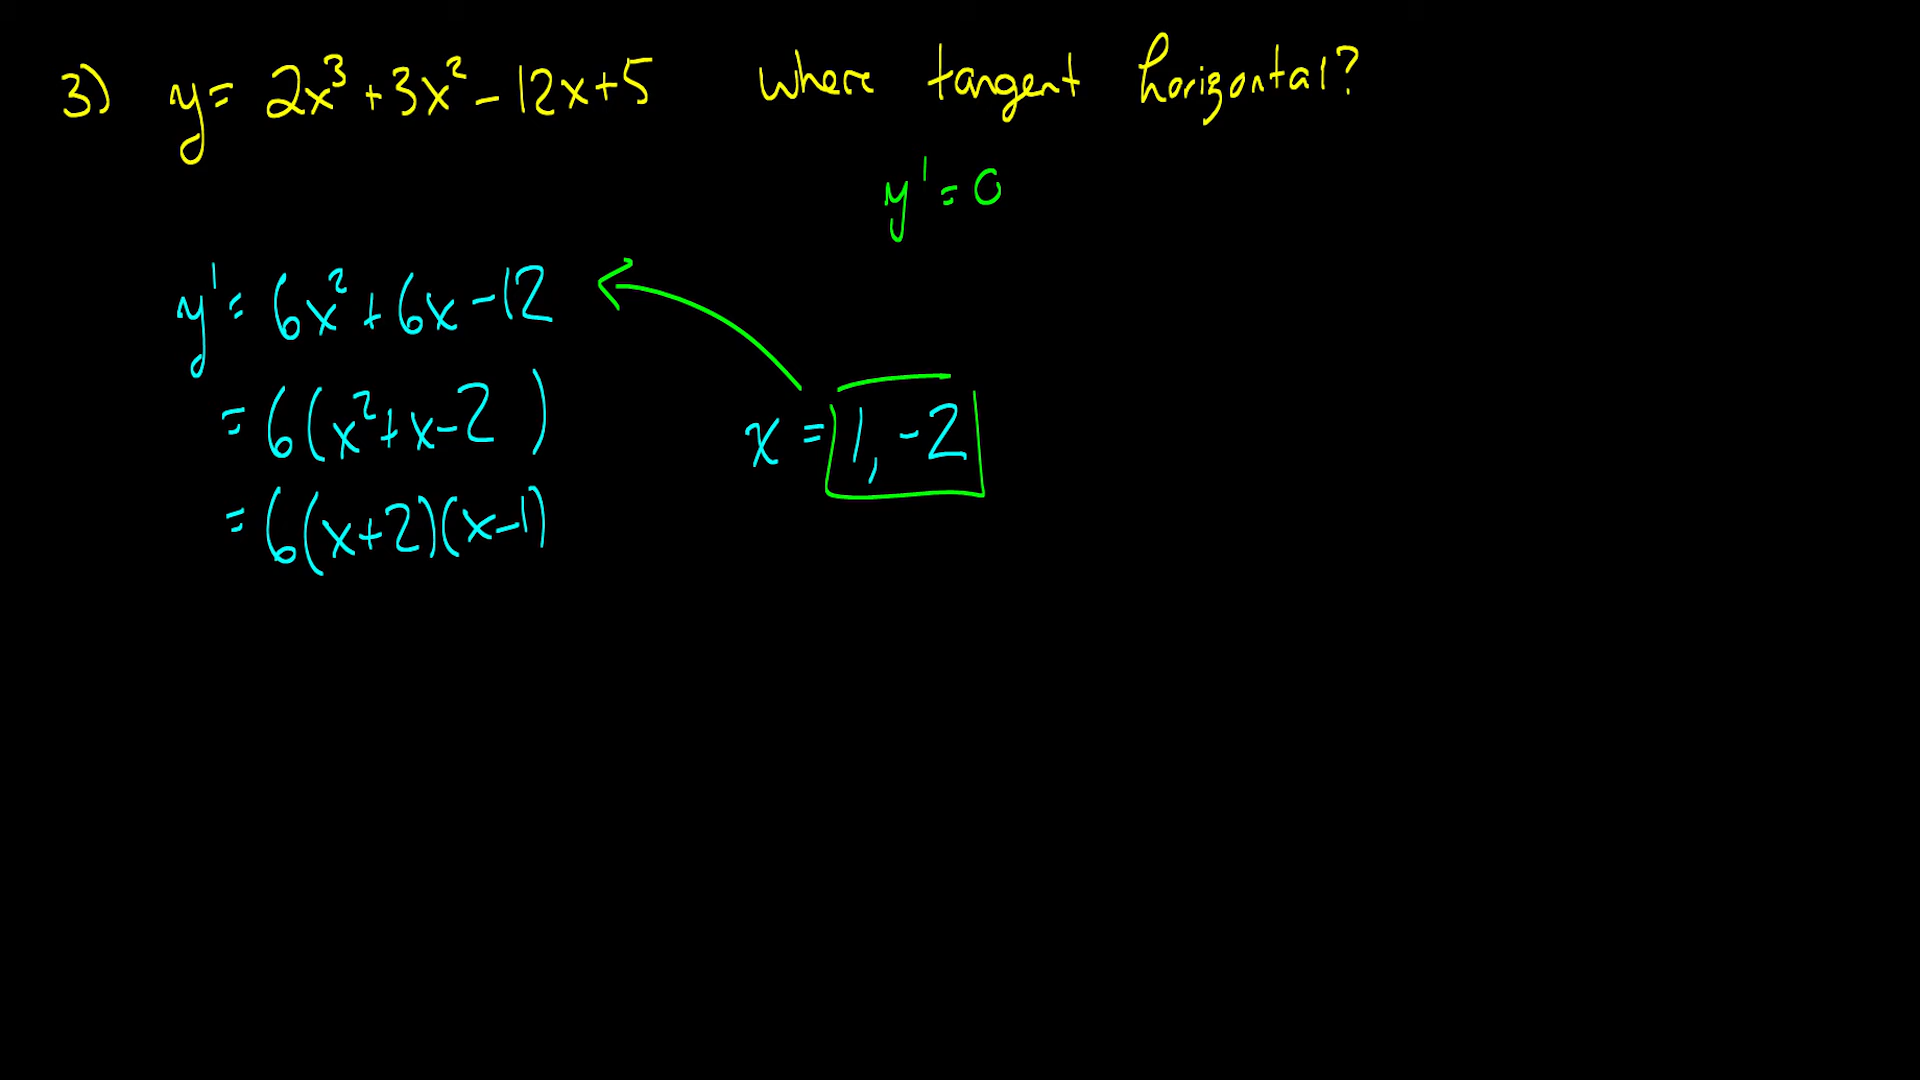 3) y = 2x³ + 3x² - 12x + 5 where tangent horizontal?
y' = 0
y' = 6x² + 6x - 12
= 6(x² + x - 2)
x = 1, -2
= 6(x + 2)(x - 1)